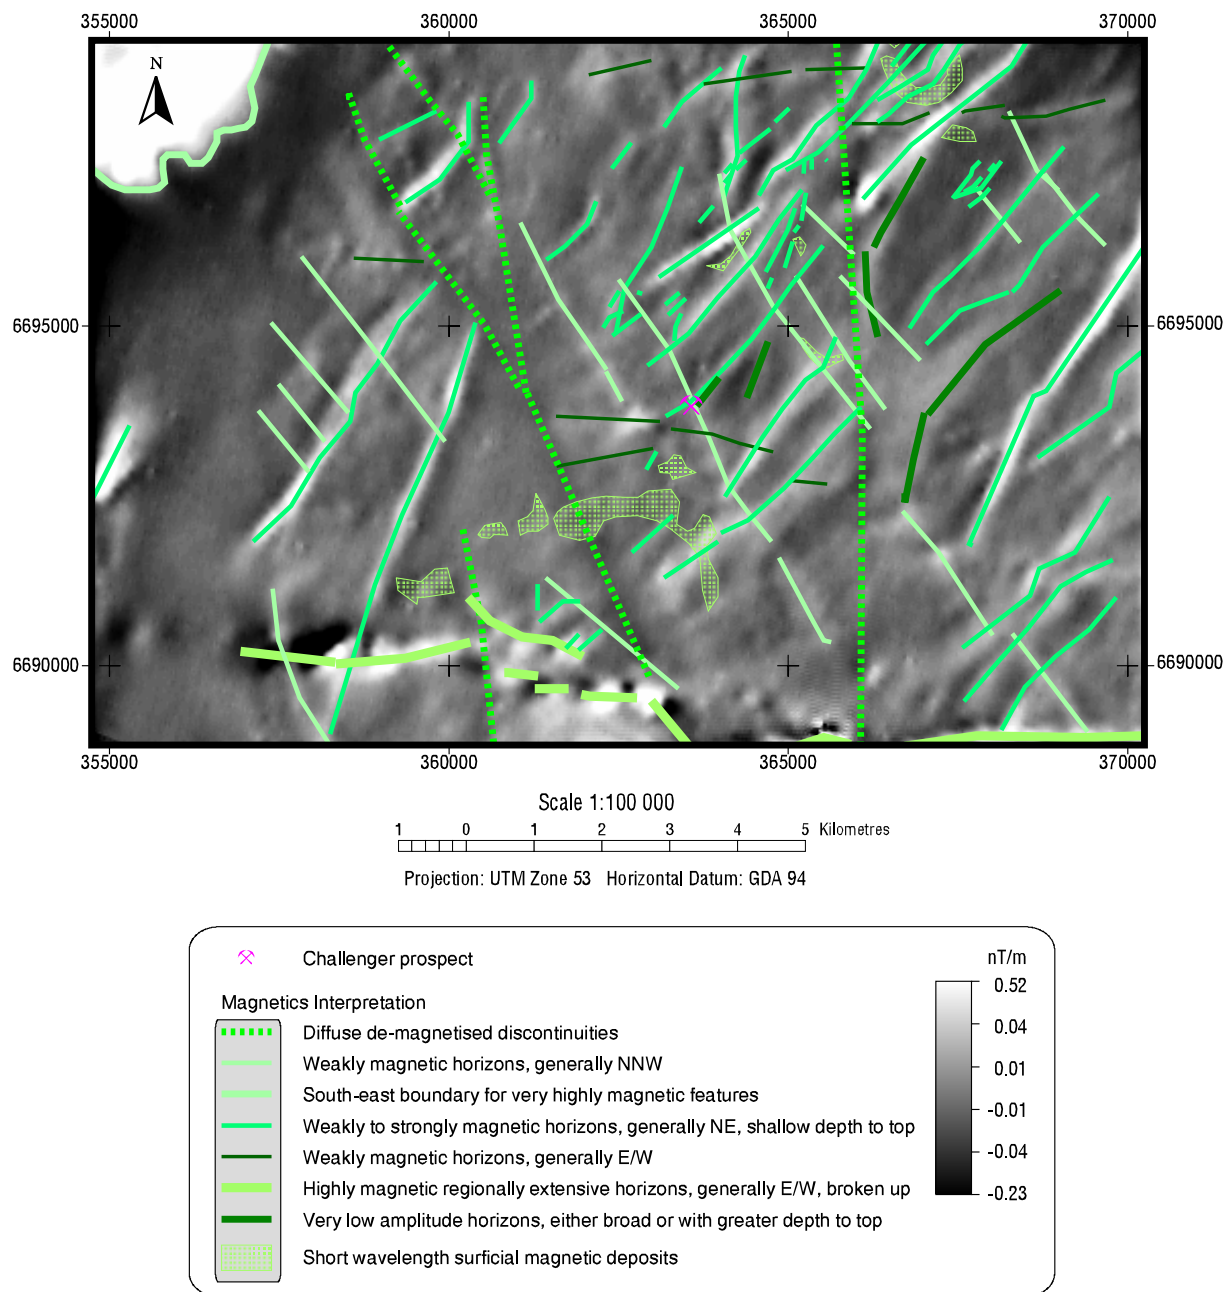 355000 360000 365000 370000
N
6695000 6695000
6690000 6690000
355000 360000 365000 370000
Scale 1:100 000
1 0 1 2 3 4 5 Kilometres
Projection: UTM Zone 53 Horizontal Datum: GDA 94
Challenger prospect
nT/m
0.52
Magnetics Interpretation
Diffuse de-magnetised discontinuities
0.04
Weakly magnetic horizons, generally NNW
0.01
South-east boundary for very highly magnetic features
-0.01
Weakly to strongly magnetic horizons, generally NE, shallow depth to top
-0.04
Weakly magnetic horizons, generally E/W
Highly magnetic regionally extensive horizons, generally E/W, broken up
-0.23
Very low amplitude horizons, either broad or with greater depth to top
Short wavelength surficial magnetic deposits